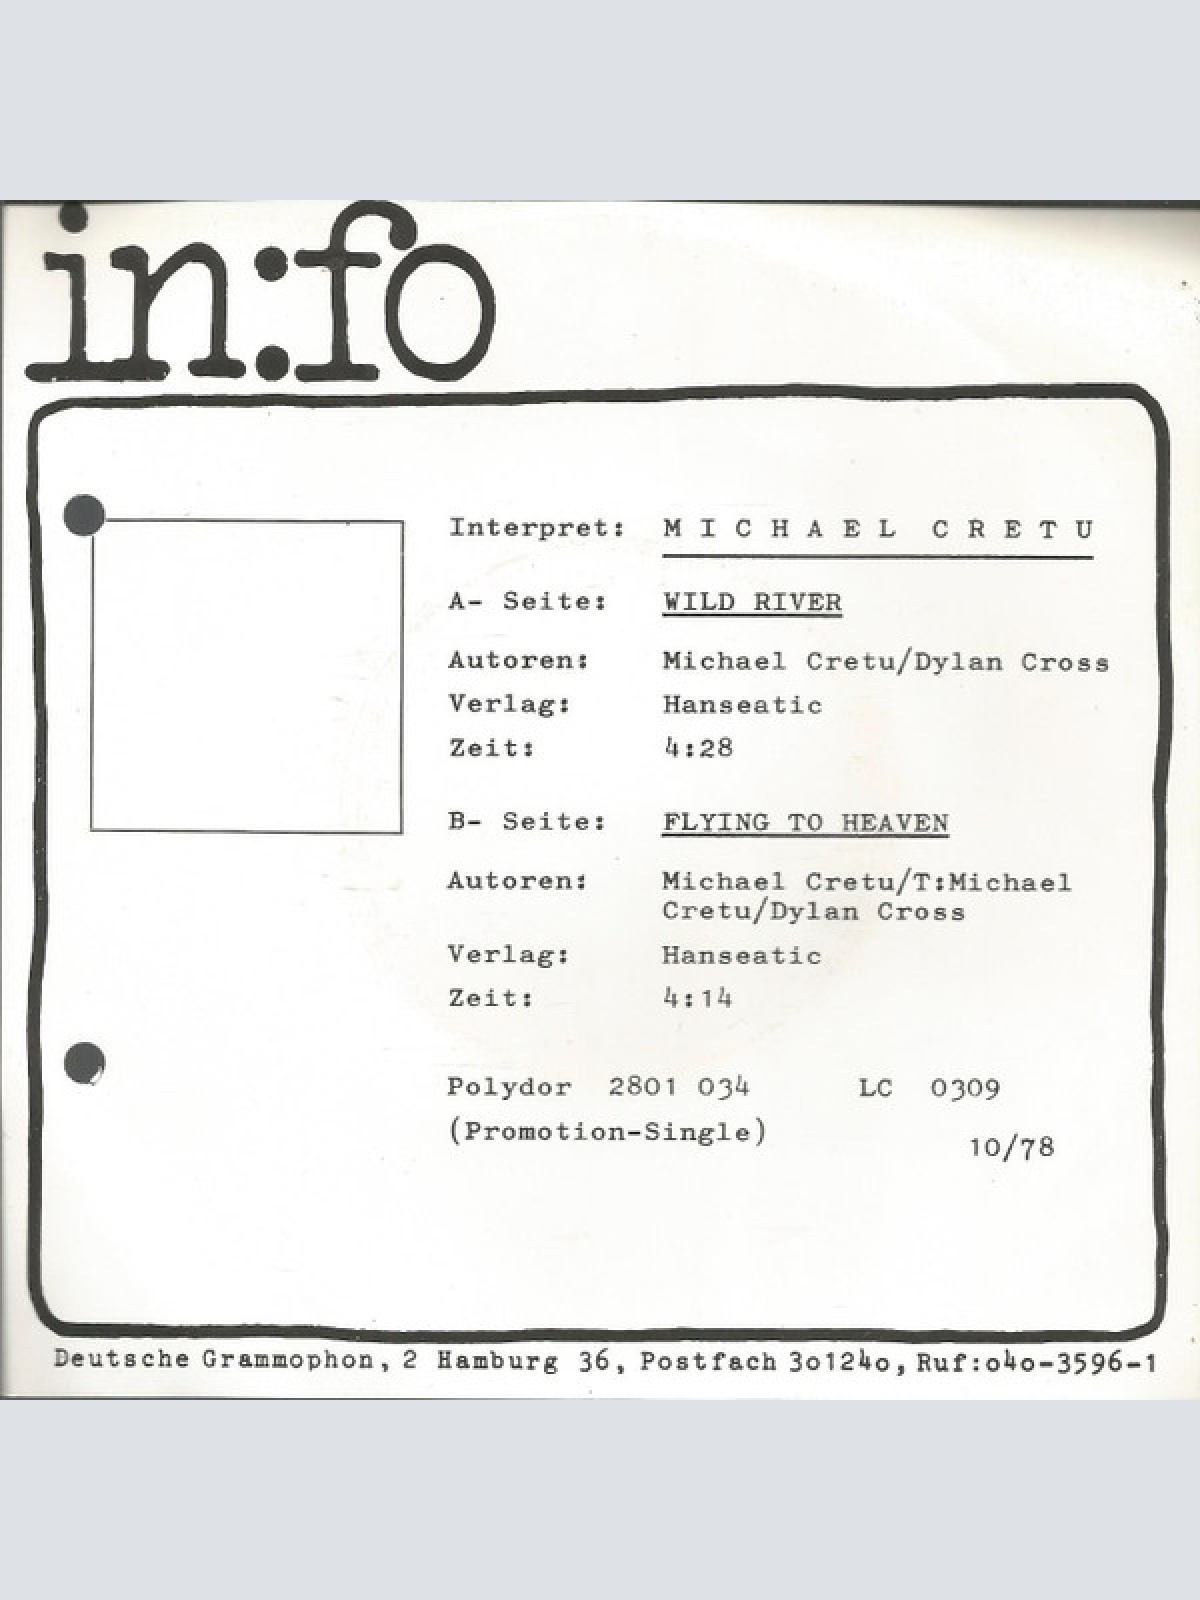 in:fo
Interpret: MICHAEL CRETU
A- Seite: WILD RIVER
Autoren: Michael Cretu/Dylan Cross
Verlag: Hanseatic
Zeit: 4:28
B- Seite: FLYING TO HEAVEN
Autoren: Michael Cretu/T:Michael
Cretu/Dylan Cross
Verlag: Hanseatic
Zeit: 4:14
Polydor 2801 034 LC 0309
(Promotion-Single)
10/78
Deutsche Grammophon, 2 Hamburg 36, Postfach 3o124o, Ruf:o4o-3596-1